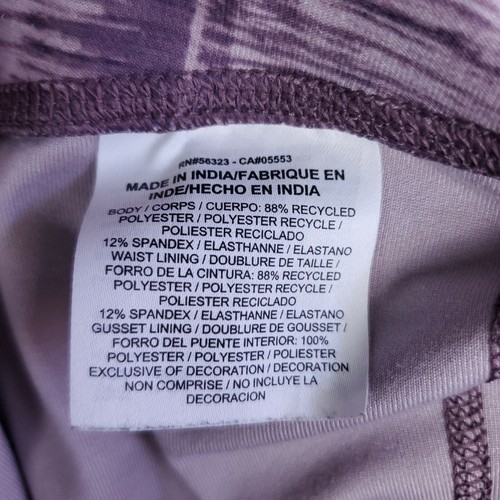 RN#56323 - CA#05553
MADE IN INDIA/FABRIQUE EN
INDE/HECHO EN INDIA
BODY / CORPS / CUERPO: 88% RECYCLED
POLYESTER / POLYESTER RECYCLE /
POLIESTER RECICLADO
12% SPANDEX / ELASTHANNE / ELASTANO
WAIST LINING / DOUBLURE DE TAILLE /
FORRO DE LA CINTURA: 88% RECYCLED
POLYESTER / POLYESTER RECYCLE /
POLIESTER RECICLADO
12% SPANDEX / ELASTHANNE / ELASTANO
GUSSET LINING / DOUBLURE DE GOUSSET /
FORRO DEL PUENTE INTERIOR: 100%
POLYESTER / POLYESTER / POLIESTER
EXCLUSIVE OF DECORATION / DECORATION
NON COMPRISE / NO INCLUYE LA
DECORACION